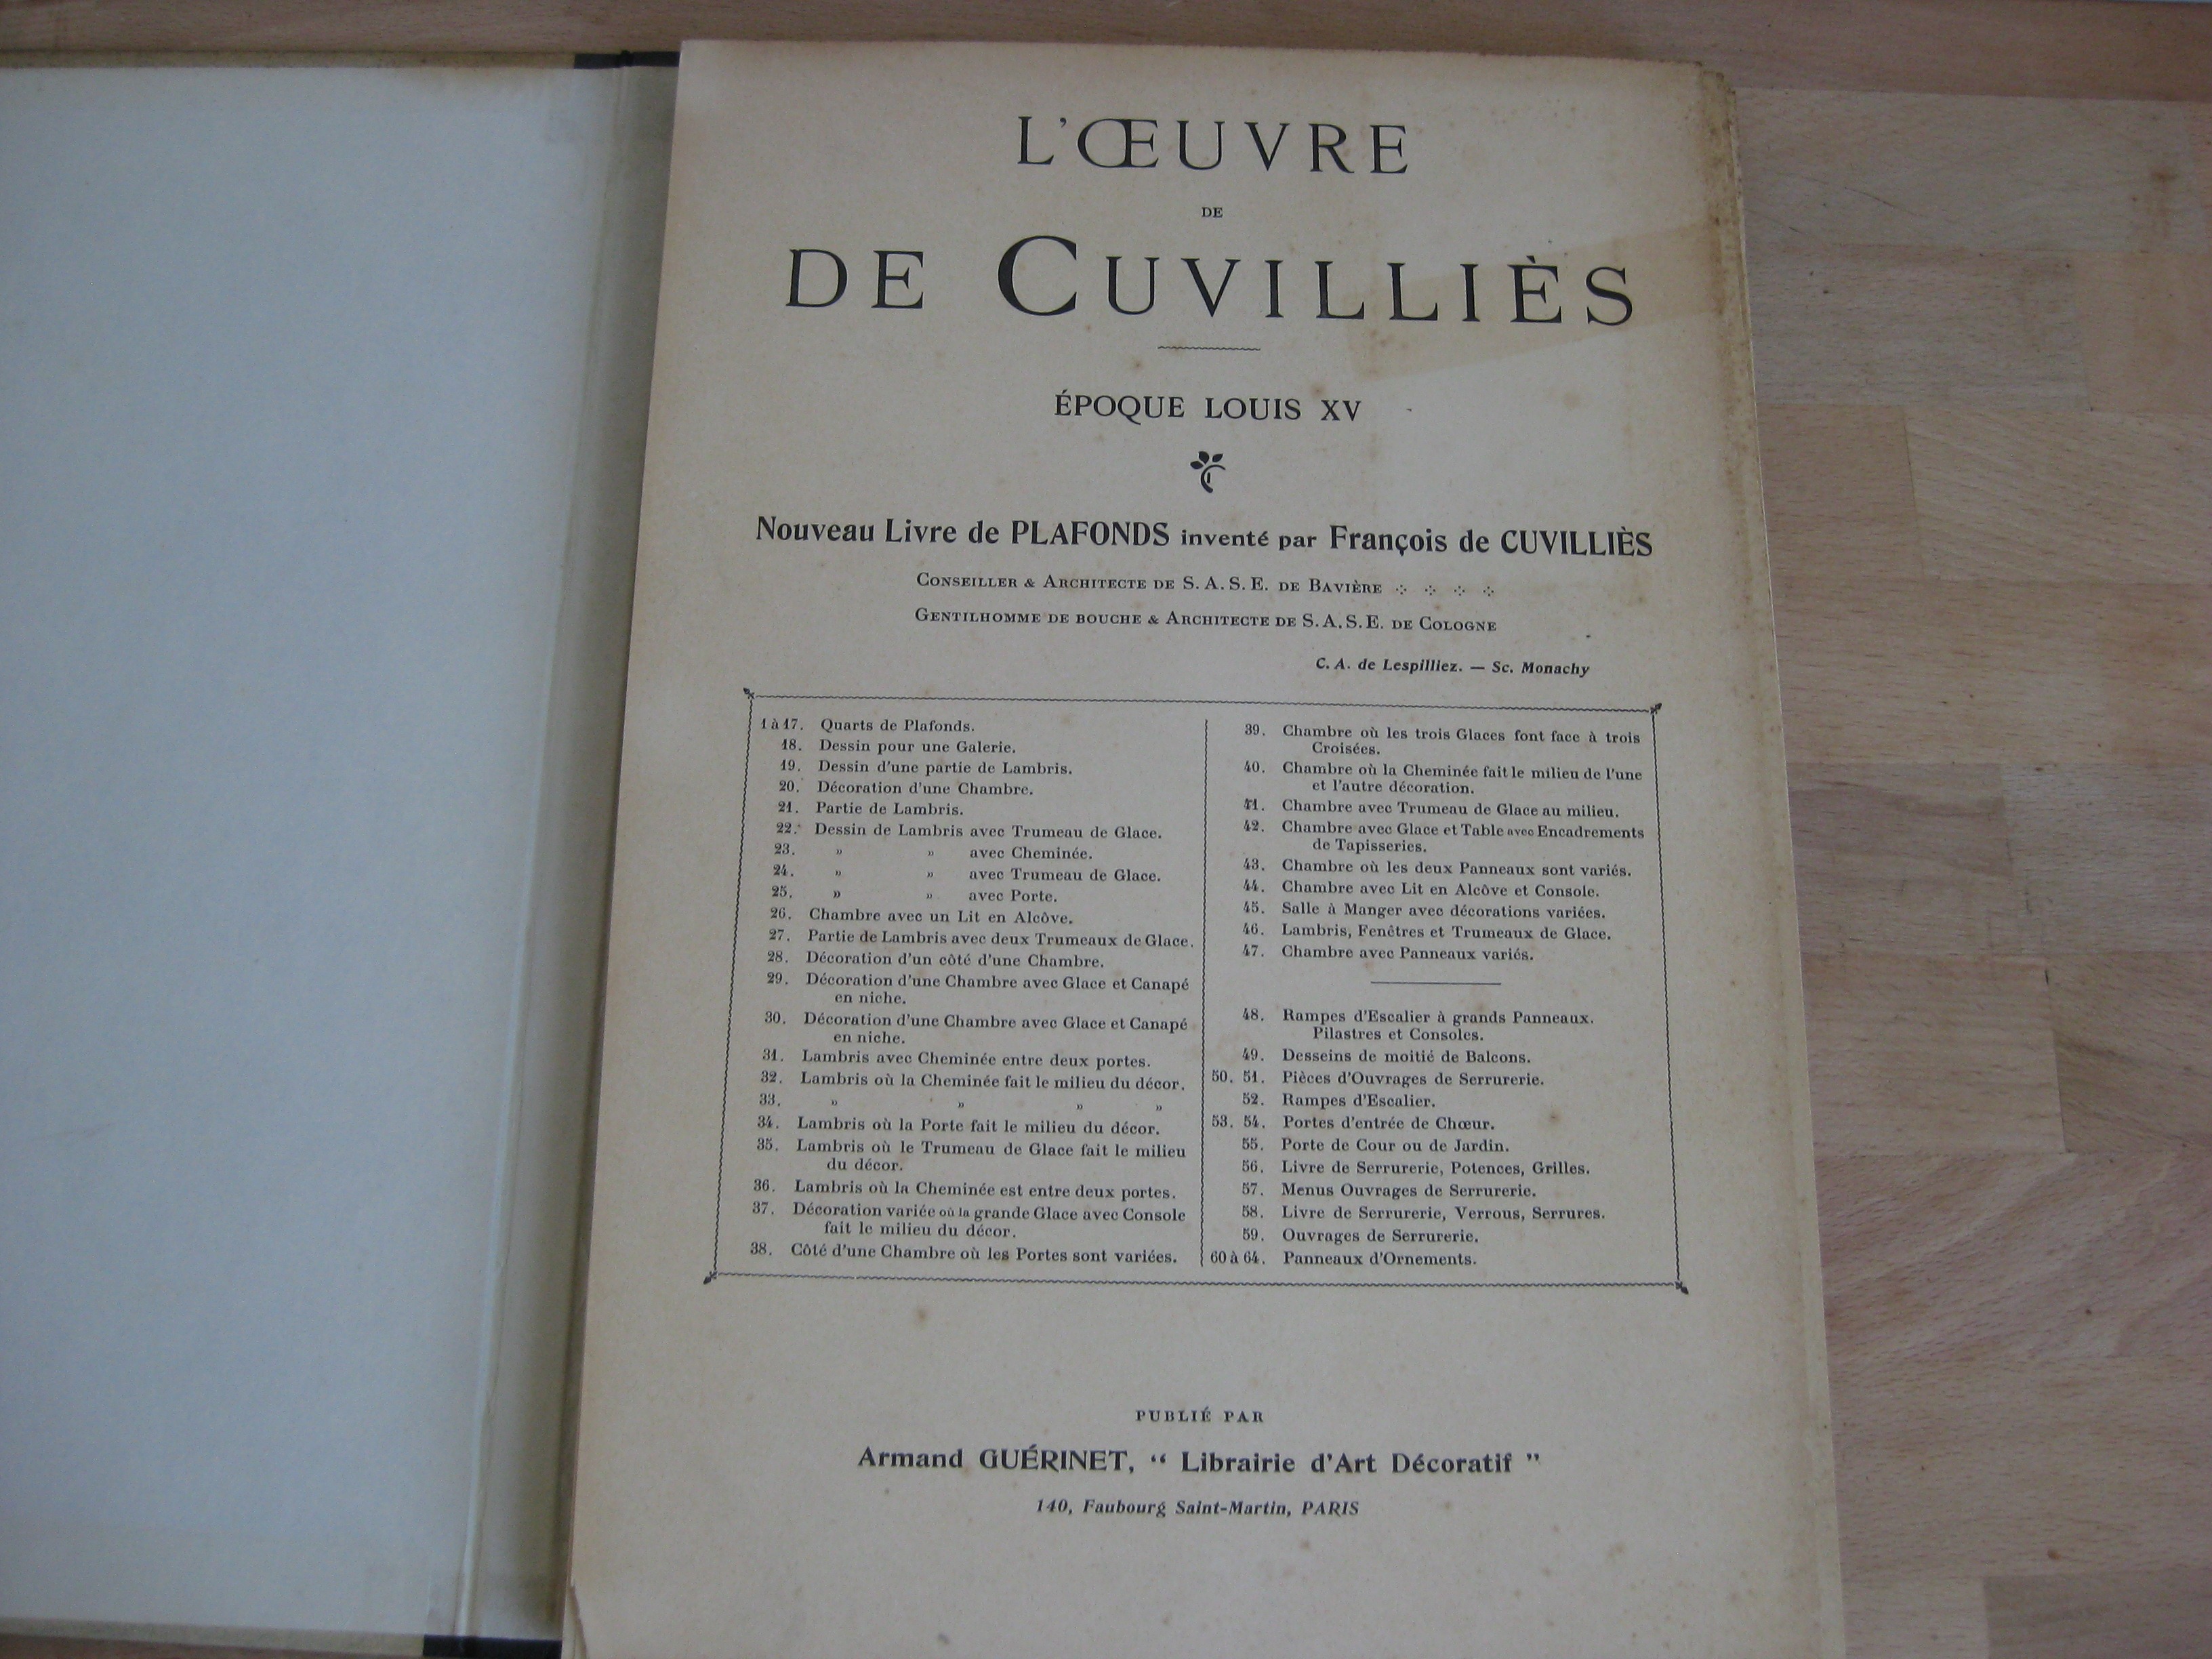 L'ŒUVRE
DE
DE CUVILLIÈS
ÉPOQUE LOUIS XV
Nouveau Livre de PLAFONDS inventé par François de CUVILLIÈS
CONSEILLER & ARCHITECTE DE S. A. S. E. DE BAVIÈRE
GENTILHOMME DE BOUCHE & ARCHITECTE DE S. A. S. E. DE COLOGNE
C. A. de Lespilliez. — Sc. Monachy
1 à 17. Quarts de Plafonds.
18. Dessin pour une Galerie.
19. Dessin d'une partie de Lambris.
20. Décoration d'une Chambre.
21. Partie de Lambris.
22. Dessin de Lambris avec Trumeau de Glace.
23. » » avec Cheminée.
24. » » avec Trumeau de Glace.
25. » » avec Porte.
26. Chambre avec un Lit en Alcôve.
27. Partie de Lambris avec deux Trumeaux de Glace.
28. Décoration d'un côté d'une Chambre.
29. Décoration d'une Chambre avec Glace et Canapé
en niche.
30. Décoration d'une Chambre avec Glace et Canapé
en niche.
31. Lambris avec Cheminée entre deux portes.
32. Lambris où la Cheminée fait le milieu du décor.
33. » » » »
34. Lambris où la Porte fait le milieu du décor.
35. Lambris où le Trumeau de Glace fait le milieu
du décor.
36. Lambris où la Cheminée est entre deux portes.
37. Décoration variée où la grande Glace avec Console
fait le milieu du décor.
38. Côté d'une Chambre où les Portes sont variées.
39. Chambre où les trois Glaces font face à trois
Croisées.
40. Chambre où la Cheminée fait le milieu de l'une
et l'autre décoration.
41. Chambre avec Trumeau de Glace au milieu.
42. Chambre avec Glace et Table avec Encadrements
de Tapisseries.
43. Chambre où les deux Panneaux sont variés.
44. Chambre avec Lit en Alcôve et Console.
45. Salle à Manger avec décorations variées.
46. Lambris, Fenêtres et Trumeaux de Glace.
47. Chambre avec Panneaux variés.
48. Rampes d'Escalier à grands Panneaux.
Pilastres et Consoles.
49. Desseins de moitié de Balcons.
50. 51. Pièces d'Ouvrages de Serrurerie.
52. Rampes d'Escalier.
53. 54. Portes d'entrée de Chœur.
55. Porte de Cour ou de Jardin.
56. Livre de Serrurerie, Potences, Grilles.
57. Menus Ouvrages de Serrurerie.
58. Livre de Serrurerie, Verrous, Serrures.
59. Ouvrages de Serrurerie.
60 à 64. Panneaux d'Ornements.
PUBLIÉ PAR
Armand GUÉRINET, “ Librairie d'Art Décoratif ”
140, Faubourg Saint-Martin, PARIS